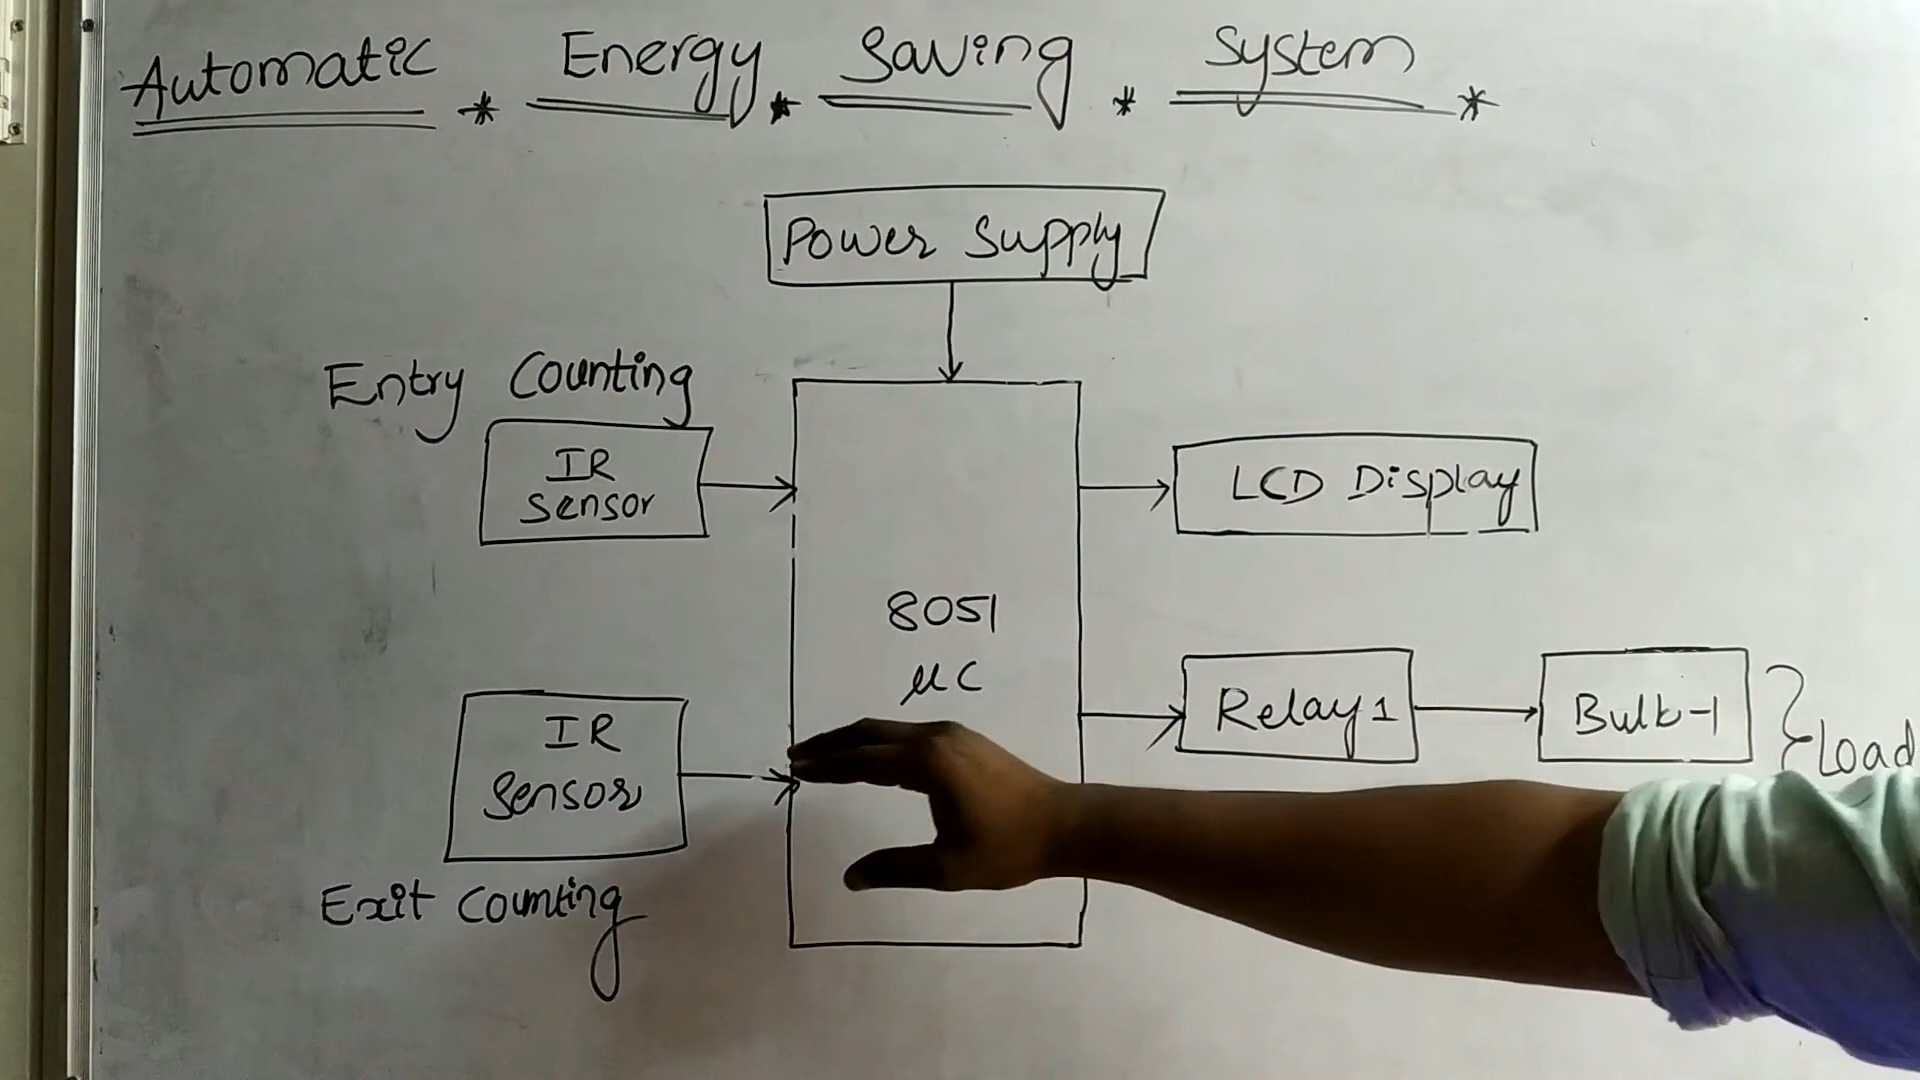 Automatic * Energy * Saving * System *
Power Supply
Entry Counting
IR
Sensor
LCD Display
8051
μC
IR
Sensor
Relay 1
Bulb-1
Load
Exit Counting